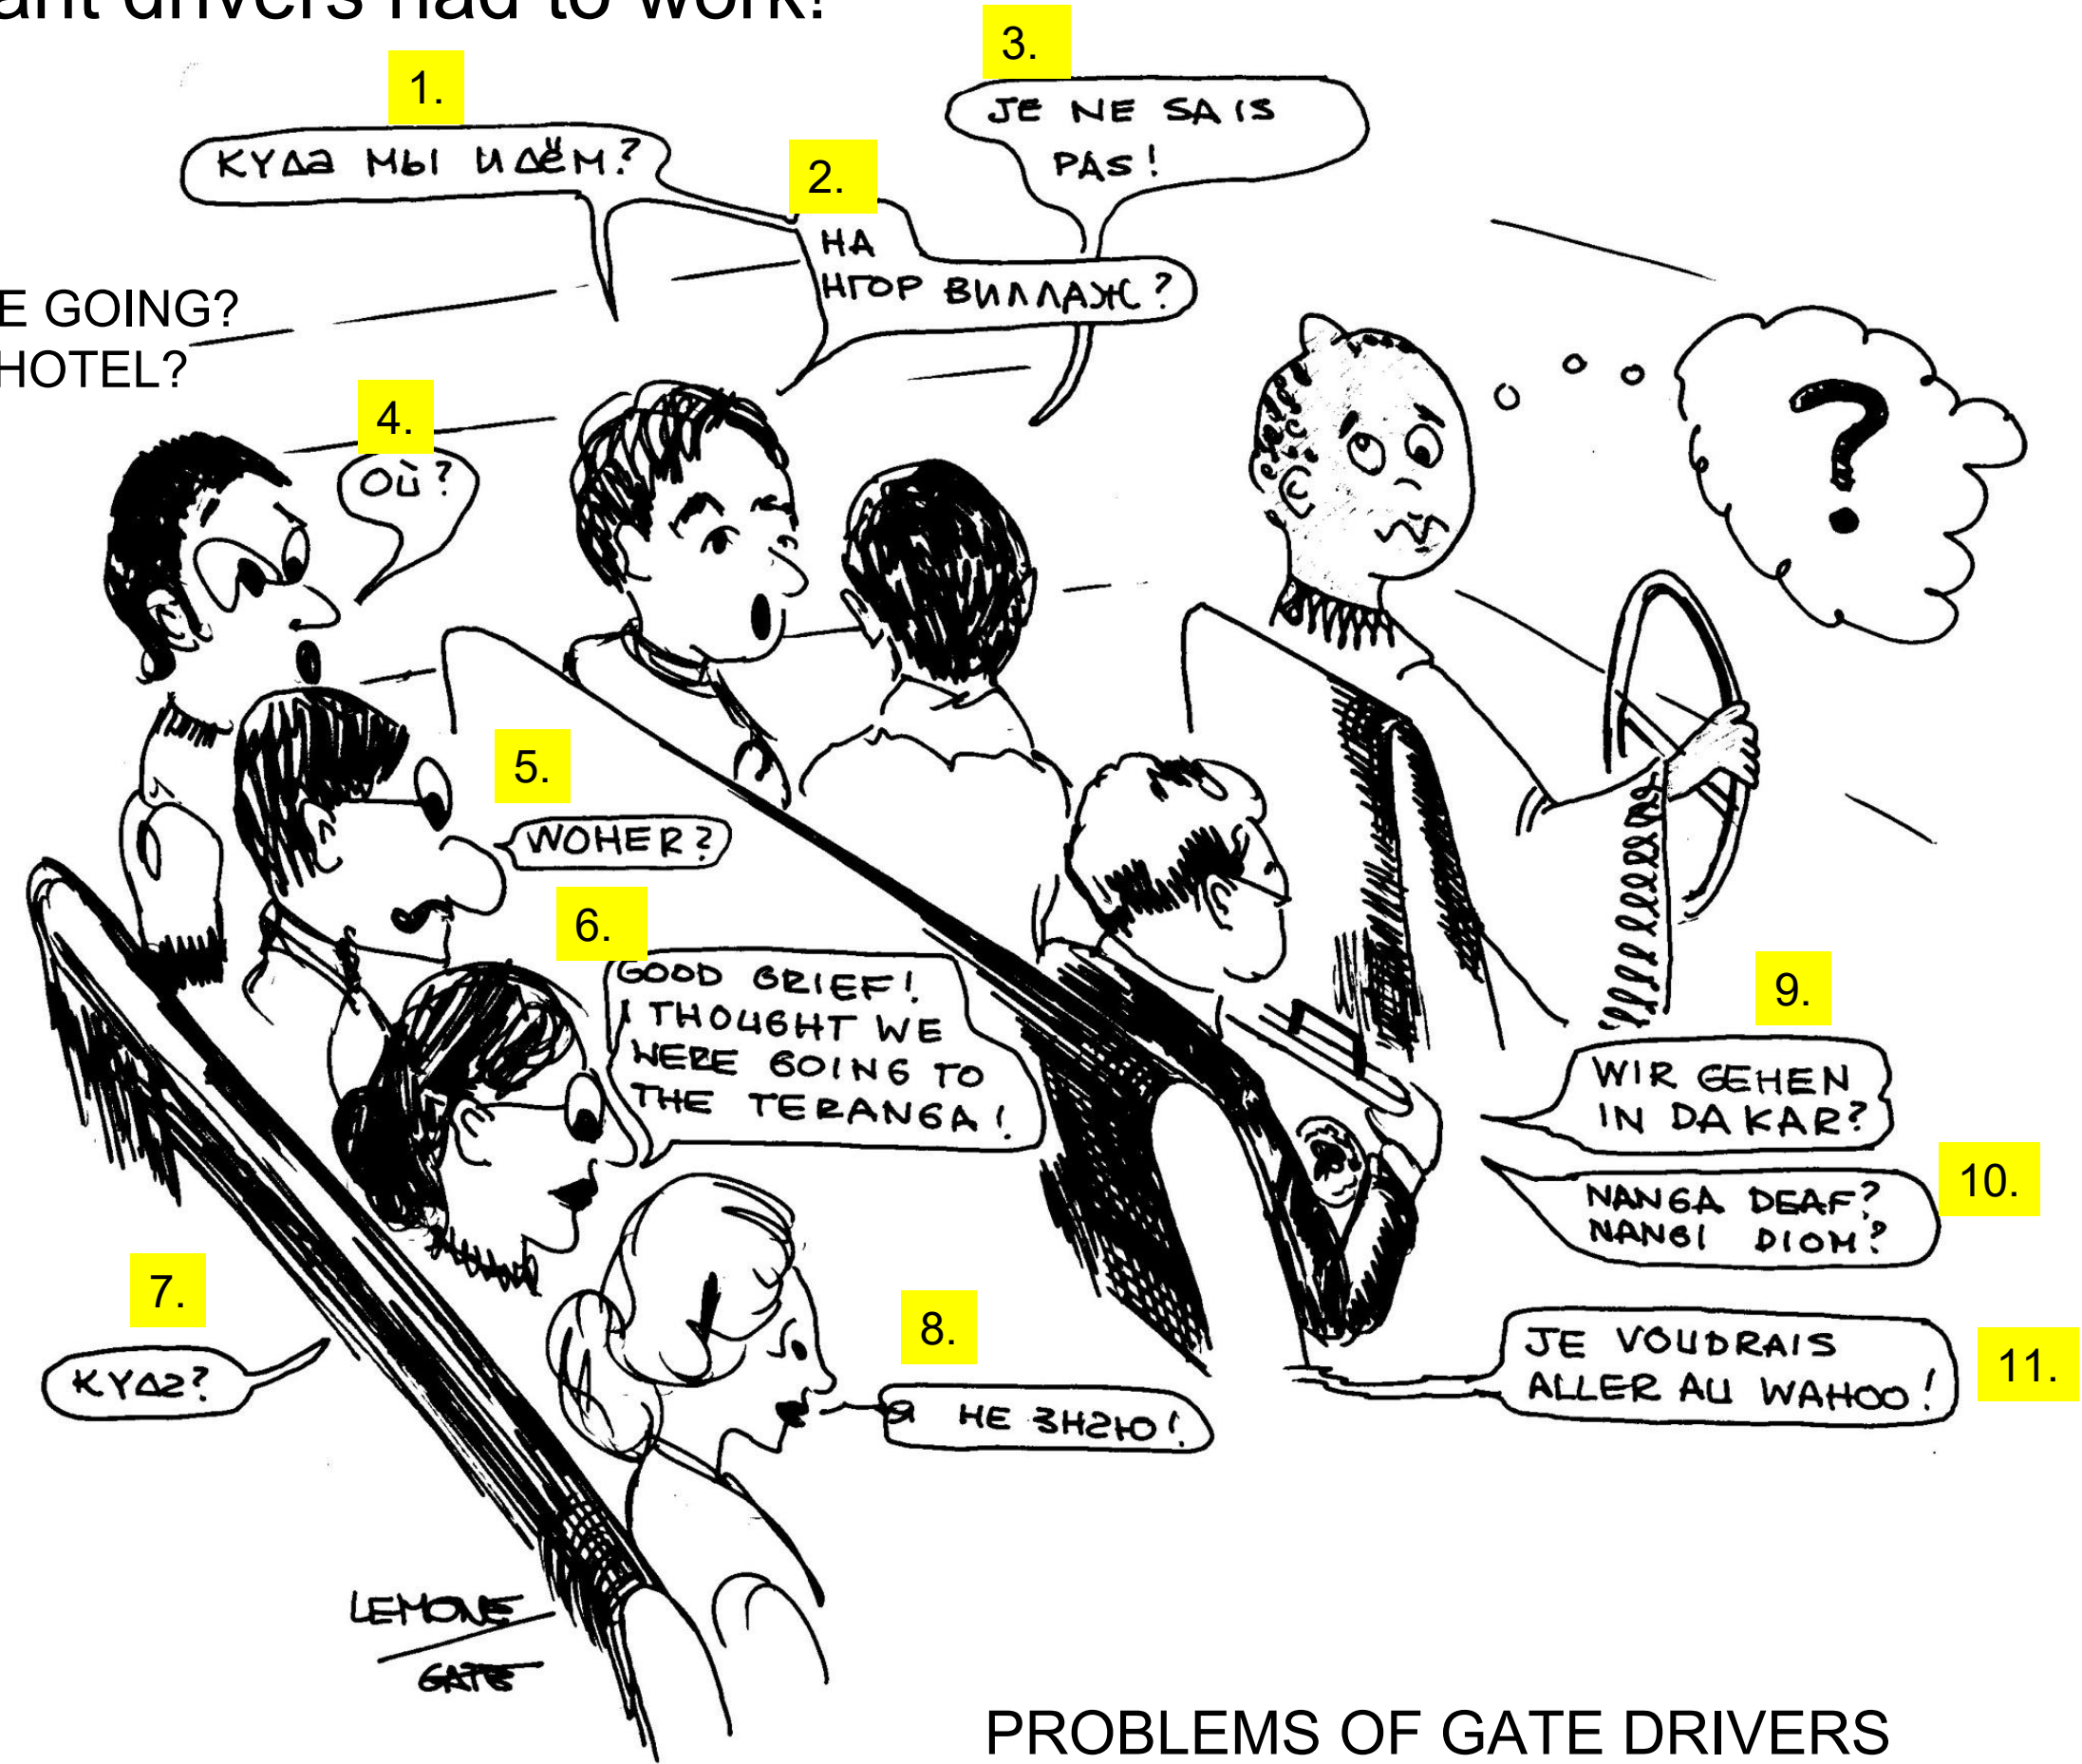 ant drivers had to work!
3.
1.
JE NE SAIS
PAS!
КУДа МЫ ИДЁМ?
2.
НА
НГОР ВИЛЛАЖ?
E GOING?
HOTEL?
4.
OÙ?
5.
WOHER?
6.
GOOD GRIEF!
I THOUGHT WE
WERE GOING TO
THE TERANGA!
9.
WIR GEHEN
IN DAKAR?
10.
NANGA DEAF?
NANGI DIOM?
7.
КУДа?
8.
Я НЕ ЗНаЮ!
11.
JE VOUDRAIS
ALLER AU WAHOO!
LEMONE
GATE
PROBLEMS OF GATE DRIVERS